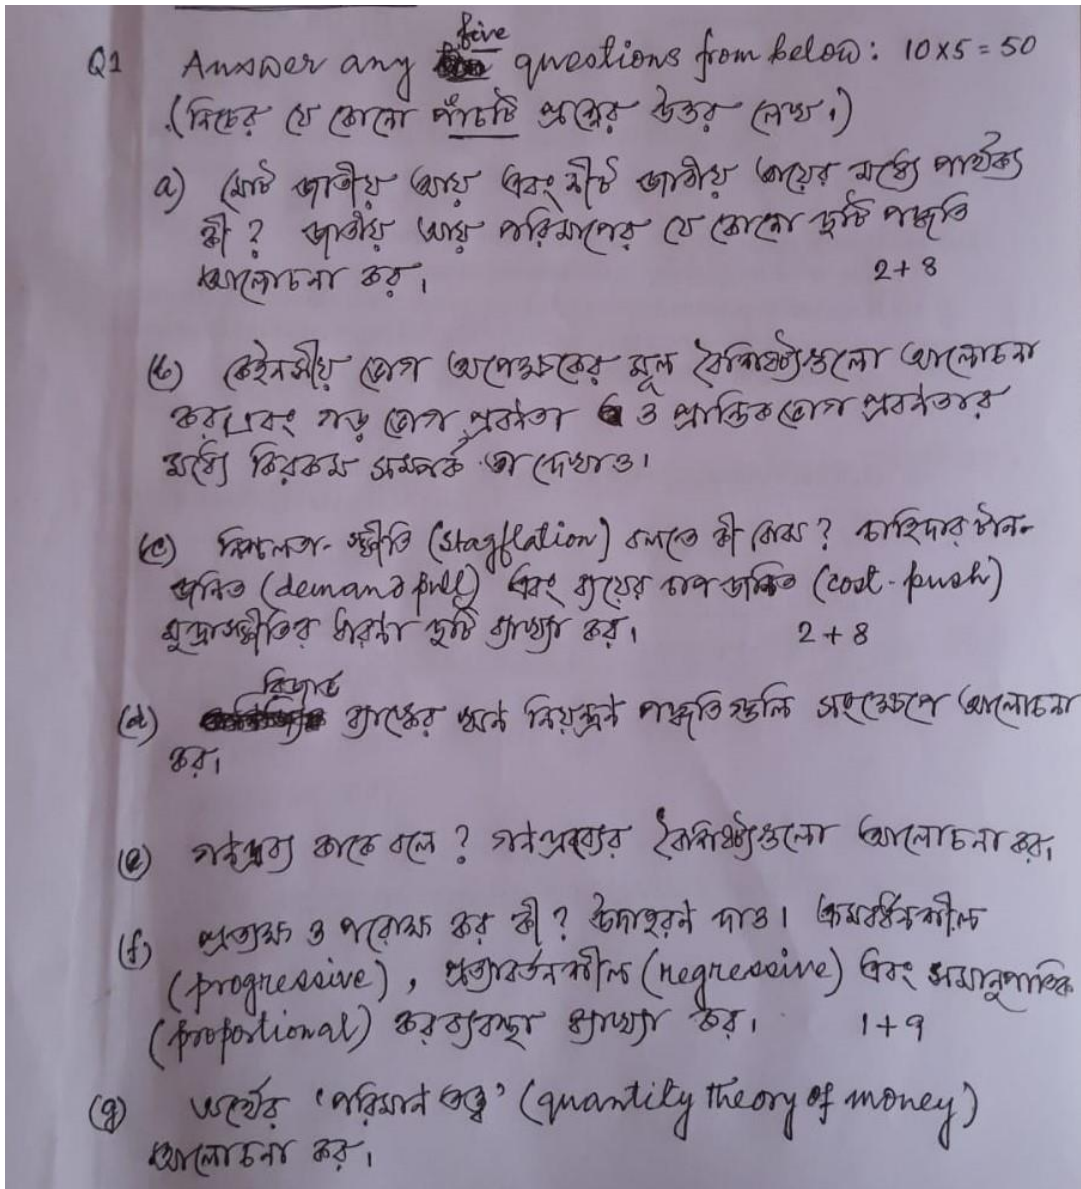 Q1 Answer any five questions from below: 10×5 = 50
(নিচের যে কোনো পাঁচটি প্রশ্নের উত্তর লেখ।)
a) মোট জাতীয় আয় এবং নীট জাতীয় আয়ের মধ্যে পার্থক্য
কী? জাতীয় আয় পরিমাপের যে কোনো দুটি পদ্ধতি
আলোচনা কর। 2+8
(b) কেইনসীয় ভোগ অপেক্ষকের মূল বৈশিষ্ট্যগুলো আলোচনা
কর এবং গড় ভোগ প্রবণতা ও প্রান্তিক ভোগ প্রবণতার
মধ্যে কিরকম সম্পর্ক তা দেখাও।
(c) নিশ্চলতা-স্ফীতি (stagflation) বলতে কী বোঝ? চাহিদার টান-
জনিত (demand pull) এবং ব্যয়ের চাপ জনিত (cost-push)
মুদ্রাস্ফীতির ধারণা দুটি ব্যাখ্যা কর। 2+8
(d) রিজার্ভ ব্যাঙ্কের ঋণ নিয়ন্ত্রণ পদ্ধতিগুলি সংক্ষেপে আলোচনা
কর।
(e) গণদ্রব্য কাকে বলে? গণদ্রব্যের বৈশিষ্ট্যগুলো আলোচনা কর।
(f) প্রত্যক্ষ ও পরোক্ষ কর কী? উদাহরণ দাও। ক্রমবর্ধনশীল
(progressive), প্রত্যাবর্তনশীল (regressive) এবং সমানুপাতিক
(proportional) করব্যবস্থা ব্যাখ্যা কর। 1+9
(g) অর্থের 'পরিমাণ তত্ত্ব' (quantity theory of money)
আলোচনা কর।